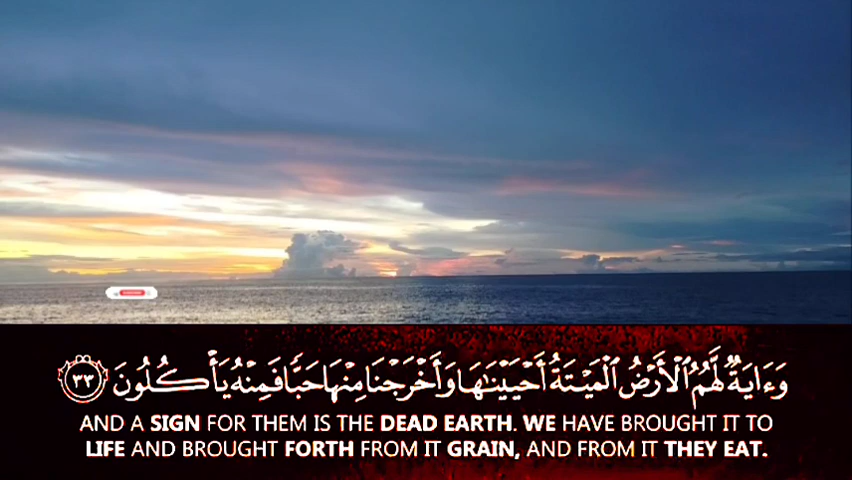 وَءَايَةٌ لَّهُمُ ٱلْأَرْضُ ٱلْمَيْتَةُ أَحْيَيْنَـٰهَا وَأَخْرَجْنَا مِنْهَا حَبًّا فَمِنْهُ يَأْكُلُونَ ٣٣
AND A SIGN FOR THEM IS THE DEAD EARTH. WE HAVE BROUGHT IT TO
LIFE AND BROUGHT FORTH FROM IT GRAIN, AND FROM IT THEY EAT.